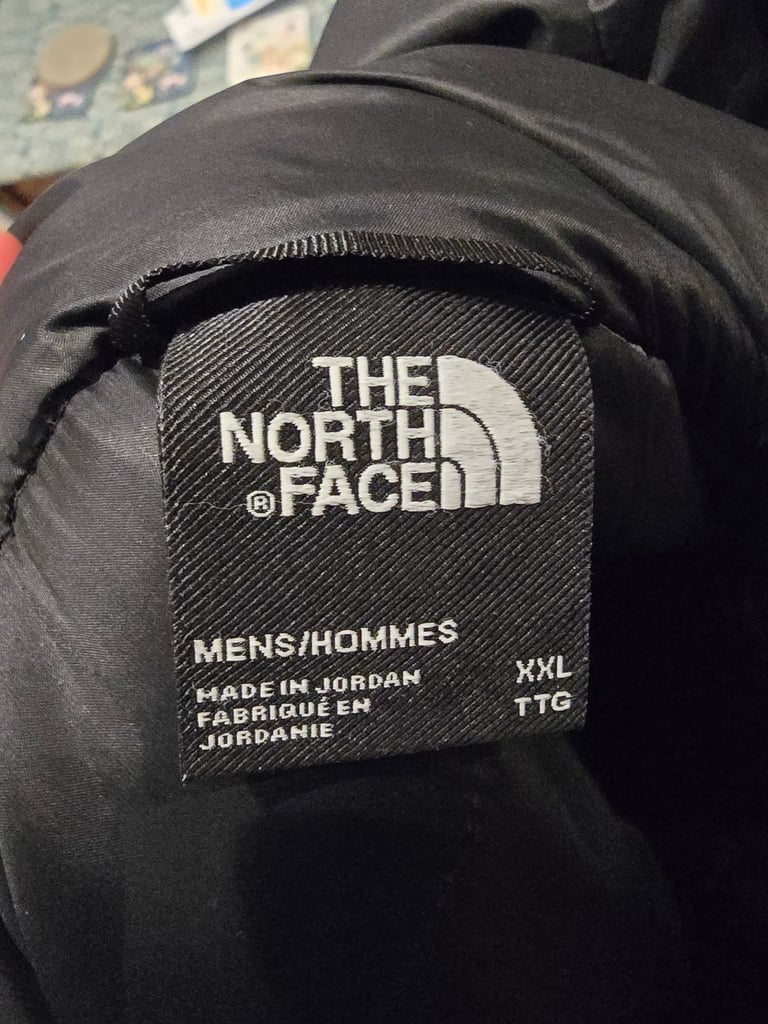 THE
NORTH
®FACE
MENS/HOMMES
MADE IN JORDAN
FABRIQUÉ EN
JORDANIE
XXL
TTG